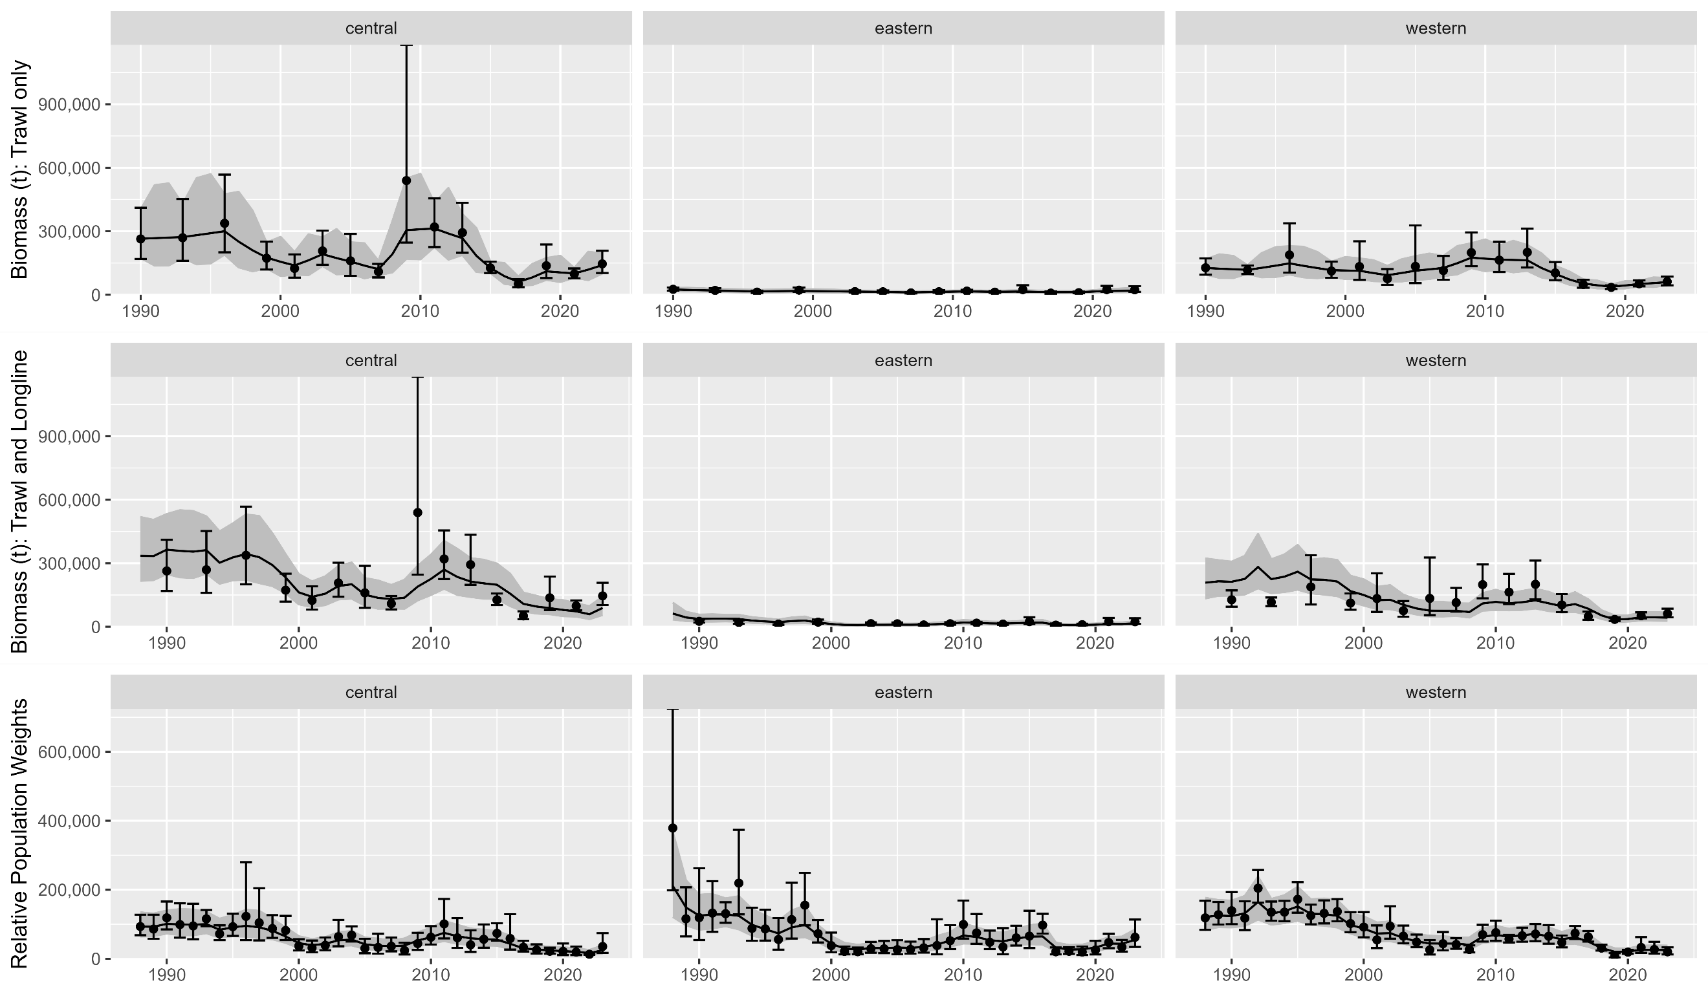 central eastern western
Biomass (t): Trawl only
900,000
600,000
300,000
0
1990 2000 2010 2020 1990 2000 2010 2020 1990 2000 2010 2020
central eastern western
Biomass (t): Trawl and Longline
900,000
600,000
300,000
0
1990 2000 2010 2020 1990 2000 2010 2020 1990 2000 2010 2020
central eastern western
Relative Population Weights
600,000
400,000
200,000
0
1990 2000 2010 2020 1990 2000 2010 2020 1990 2000 2010 2020